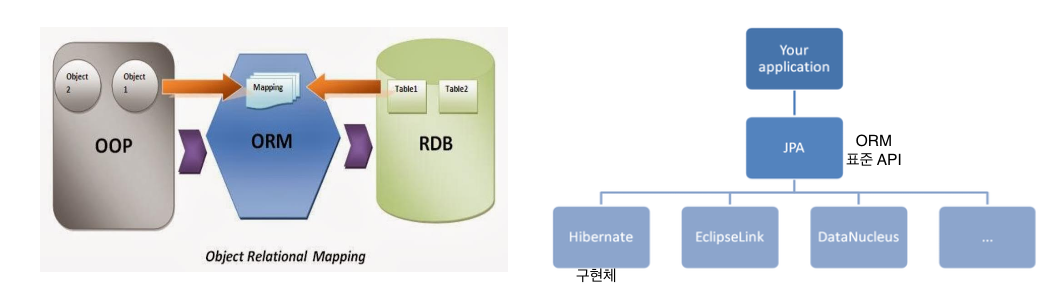 Object
2
Object
1
Mapping
Table1
Table2
OOP
ORM
RDB
Object Relational Mapping
Your
application
JPA
ORM
표준 API
Hibernate
EclipseLink
DataNucleus
...
구현체